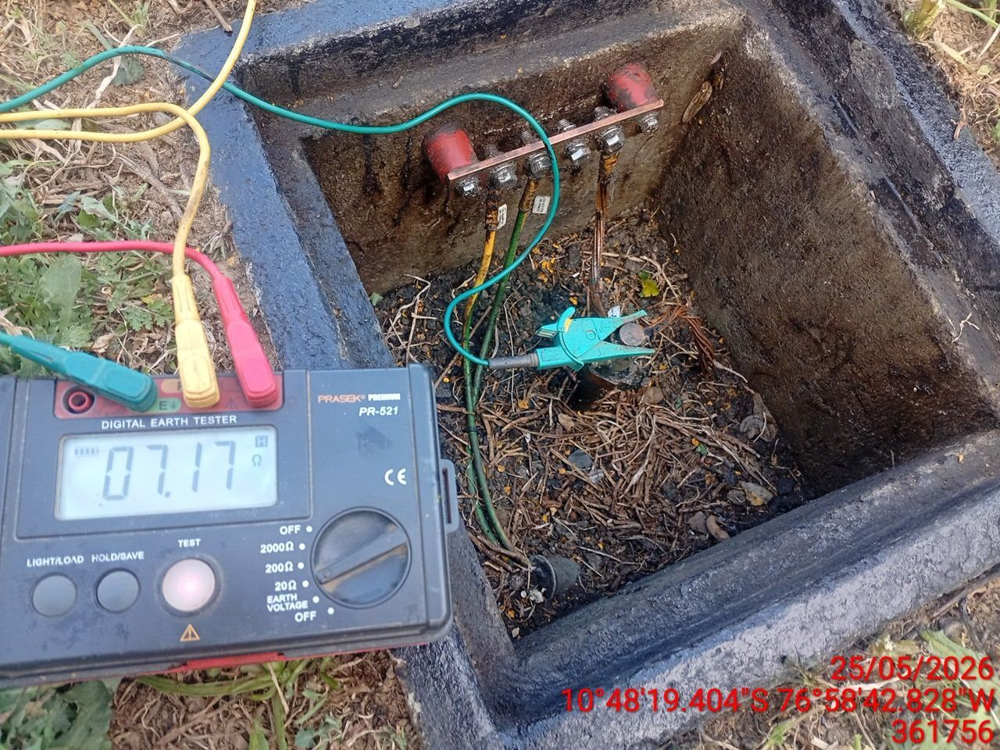 PRASEK® PREMIUM
PR-521
E
DIGITAL EARTH TESTER
H
07.17 Ω
CE
OFF
2000Ω
200Ω
20Ω
EARTH
VOLTAGE
OFF
TEST
LIGHT/LOAD HOLD/SAVE
25/05/2026
10°48'19.404"S 76°58'42.828"W
361756